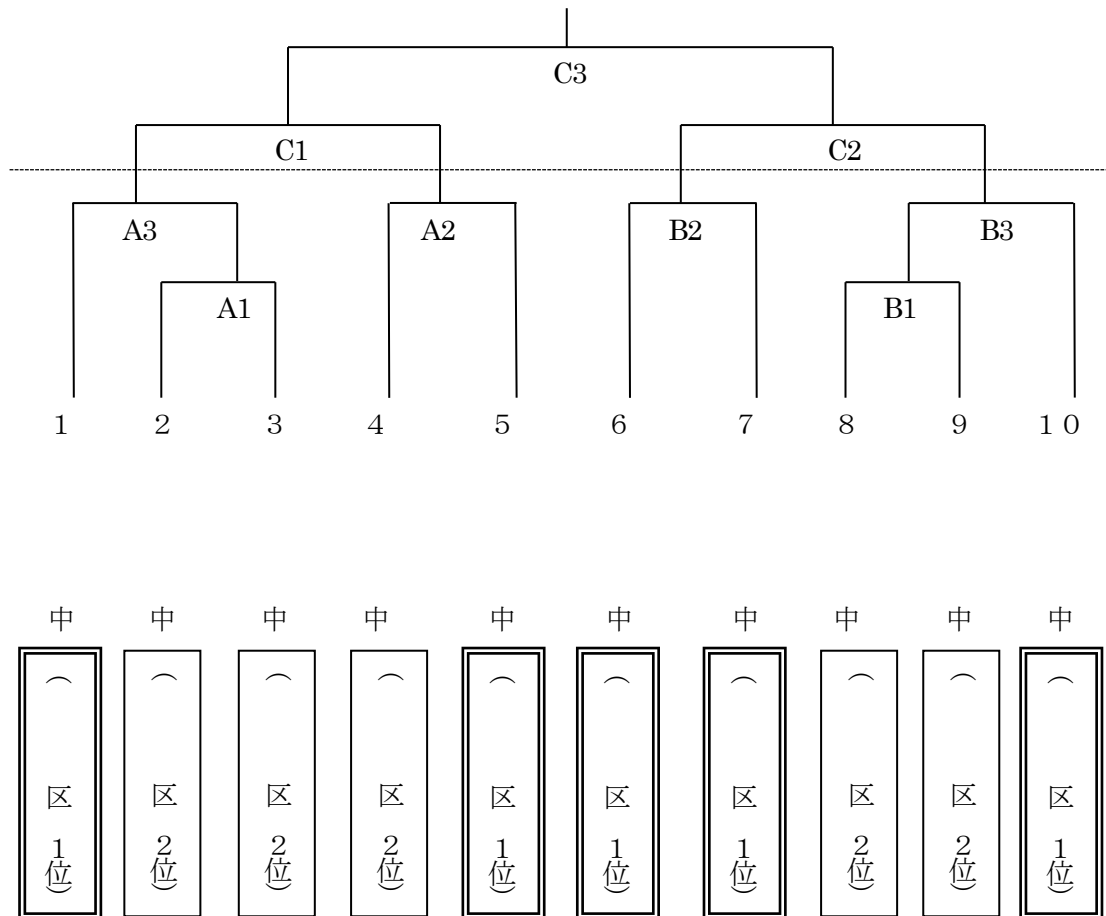 C3
C1 C2
A3 A2 B2 B3
A1 B1
1 2 3 4 5 6 7 8 9 10
中 中 中 中 中 中 中 中 中 中
（ 区 1位）
（ 区 2位）
（ 区 2位）
（ 区 2位）
（ 区 1位）
（ 区 1位）
（ 区 1位）
（ 区 2位）
（ 区 2位）
（ 区 1位）